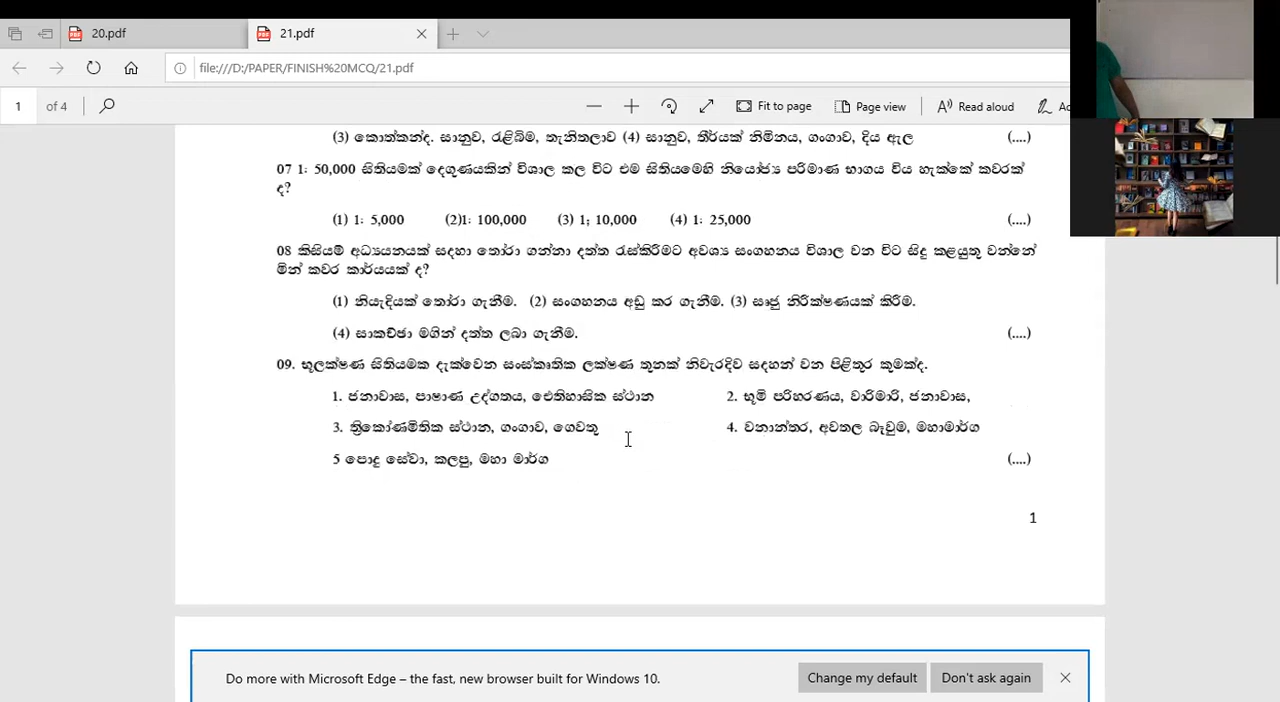 20.pdf
21.pdf
file:///D:/PAPER/FINISH%20MCQ/21.pdf
1 of 4
Fit to page
Page view
Read aloud
(3) කොත්කන්ද, සානුව, රැළිබිම, තැනිතලාව (4) සානුව, තීර්යක් නිම්නය, ගංගාව, දිය ඇල (....)
07 1: 50,000 සිතියමක් දෙගුණයකින් විශාල කල විට එම සිතියමෙහි නියෝජ්‍ය පරිමාණ භාගය විය හැක්කේ කවරක්
ද?
(1) 1: 5,000 (2)1: 100,000 (3) 1; 10,000 (4) 1: 25,000 (....)
08 කිසියම් අධ්‍යයනයක් සදහා තෝරා ගන්නා දත්ත රැස්කිරීමට අවශ්‍ය සංගහනය විශාල වන විට සිදු කළයුතු වන්නේ
මින් කවර කාර්යයක් ද?
(1) නියැදියක් තෝරා ගැනීම. (2) සංගහනය අඩු කර ගැනීම. (3) සෘජු නිරීක්ෂණයක් කිරීම.
(4) සාකච්ඡා මගින් දත්ත ලබා ගැනීම. (....)
09. භූලක්ෂණ සිතියමක දැක්වෙන සංස්කෘතික ලක්ෂණ තුනක් නිවැරදිව සදහන් වන පිළිතුර කුමක්ද.
1. ජනාවාස, පාෂාණ උද්ගතය, ඓතිහාසික ස්ථාන 2. භූමි පරිහරණය, වාරිමාර්, ජනාවාස,
3. ත්‍රිකෝණමිතික ස්ථාන, ගංගාව, ගෙවතු 4. වනාන්තර, අවතල බෑවුම, මහාමාර්ග
5 පොදු සේවා, කලපු, මහා මාර්ග (....)
1
Do more with Microsoft Edge – the fast, new browser built for Windows 10.
Change my default
Don't ask again